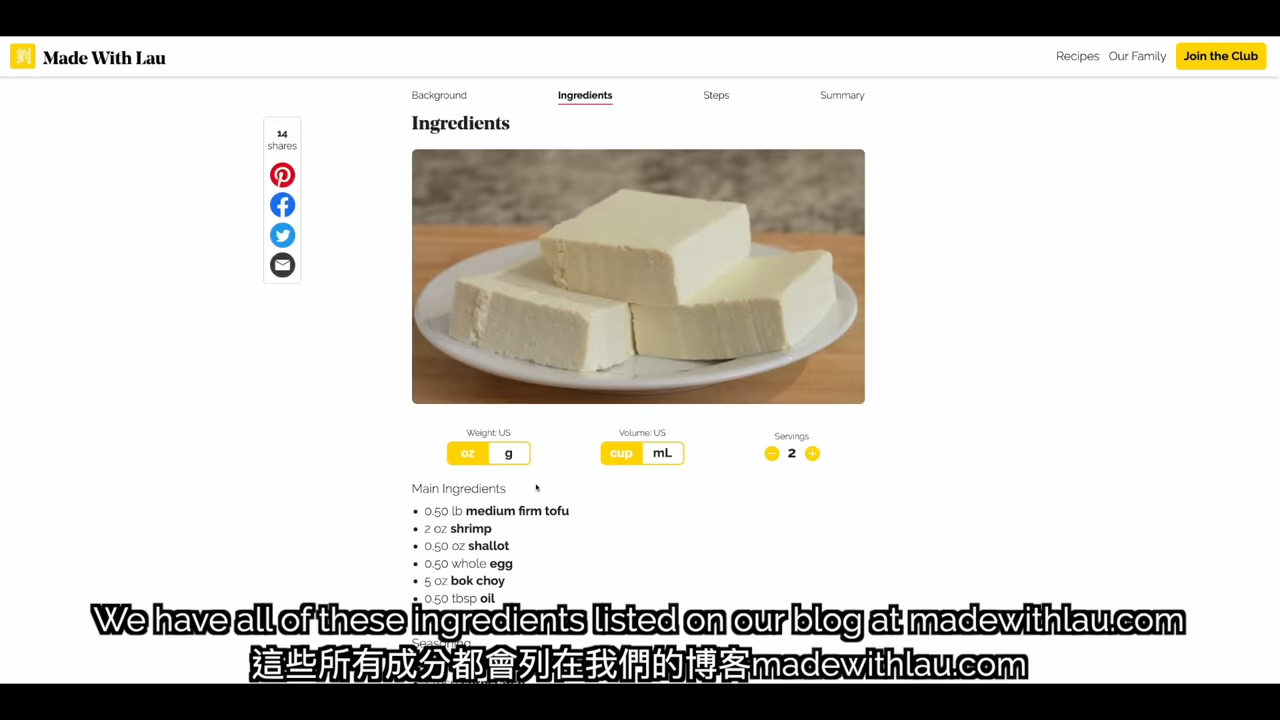 劉 Made With Lau
Recipes Our Family Join the Club
Background Ingredients Steps Summary
Ingredients
14
shares
Weight: US
oz g
Volume: US
cup mL
Servings
2
Main Ingredients
0.50 lb medium firm tofu
2 oz shrimp
0.50 oz shallot
0.50 whole egg
5 oz bok choy
0.50 tbsp oil
Seasoning
We have all of these ingredients listed on our blog at madewithlau.com
這些所有成分都會列在我們的博客madewithlau.com